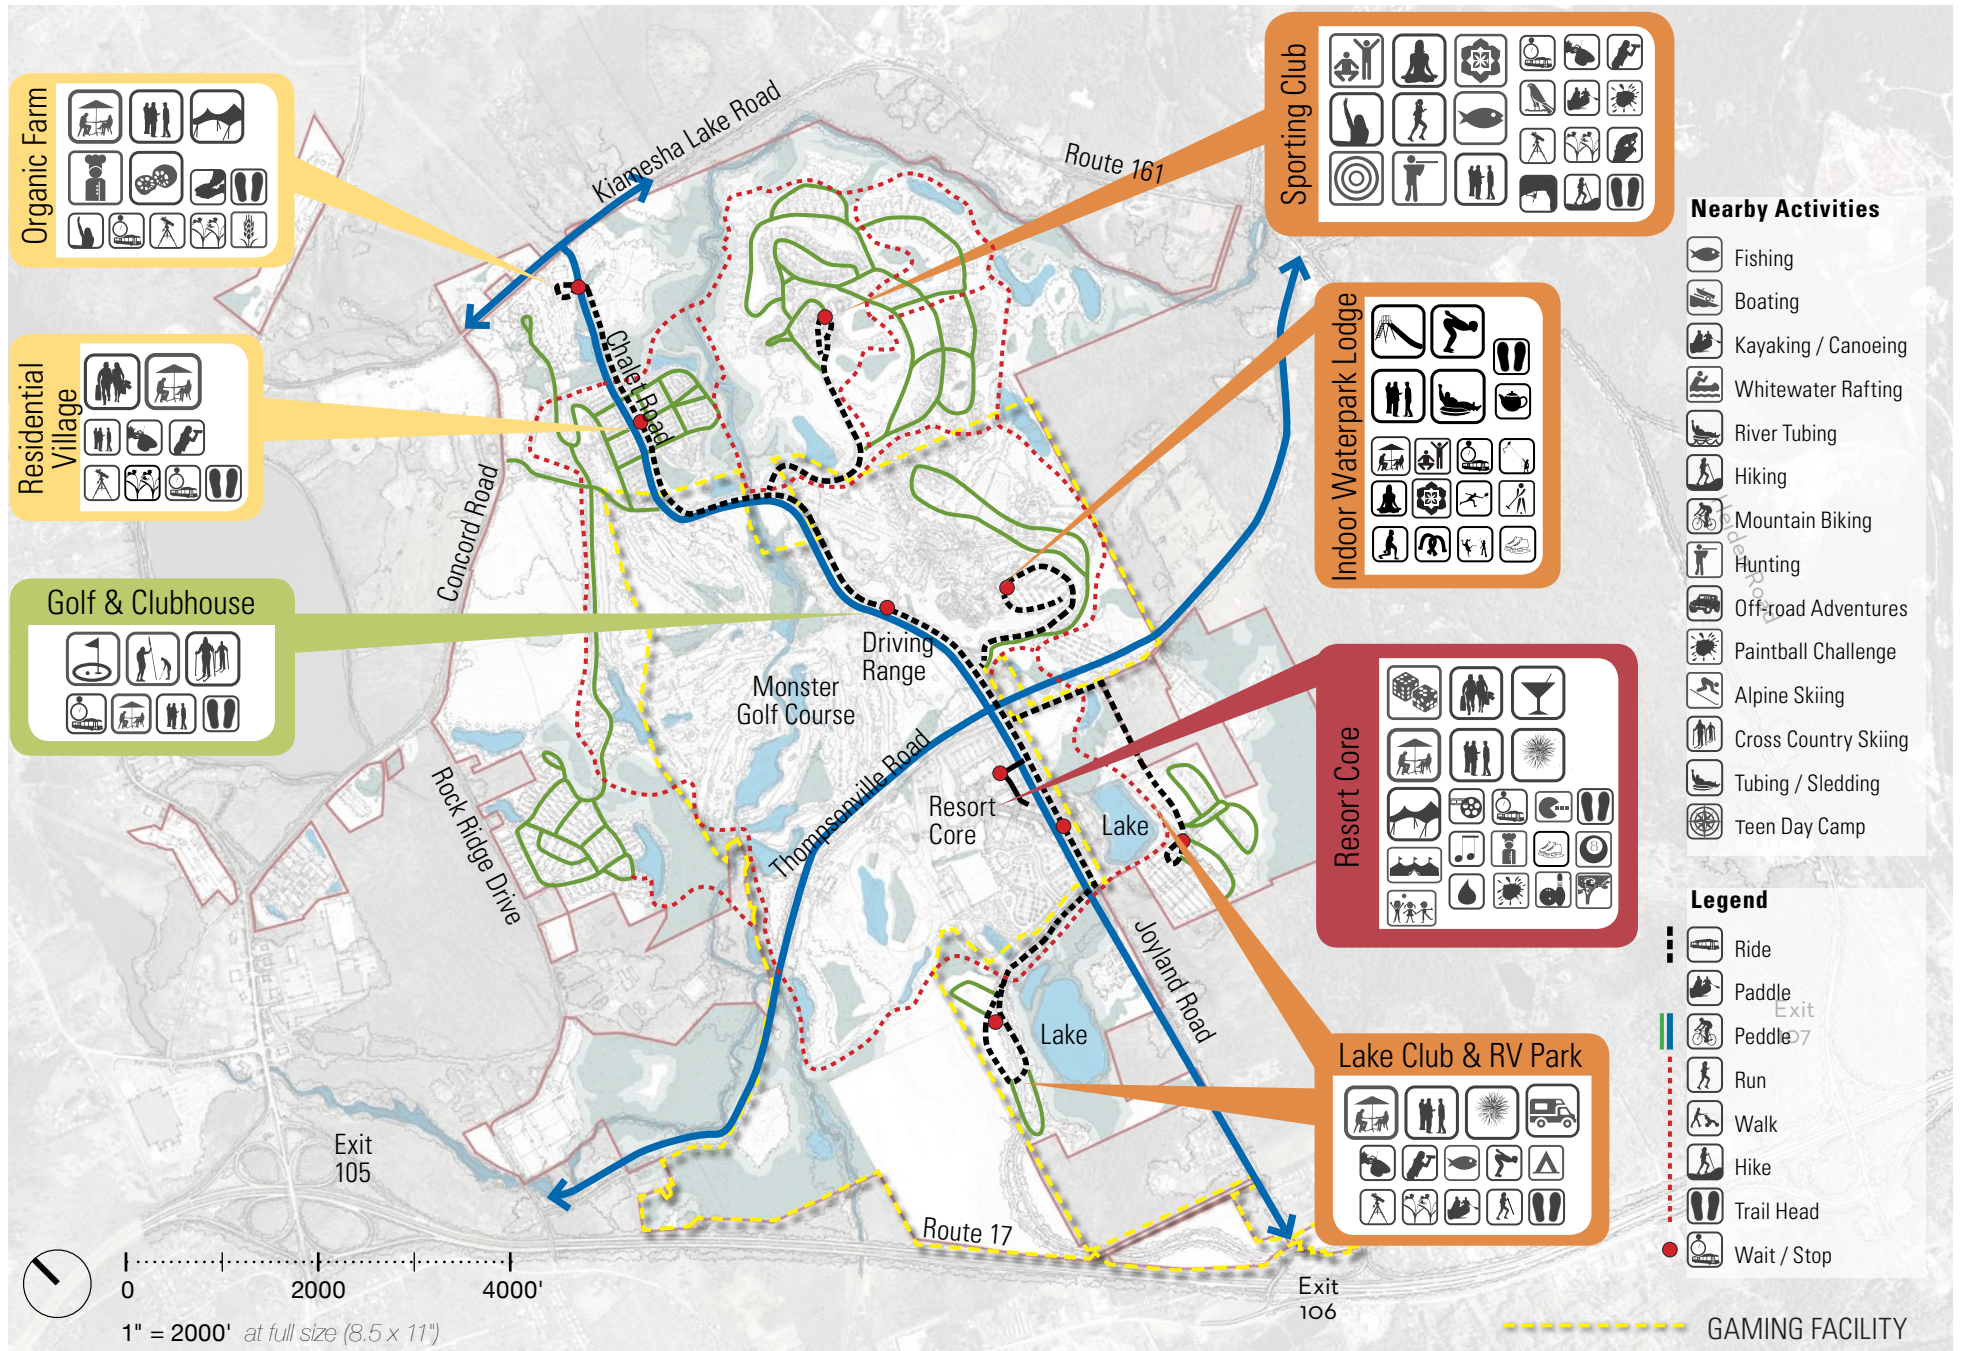 Organic Farm
Residential
Village
Golf & Clubhouse
Sporting Club
Indoor Waterpark Lodge
Resort Core
Lake Club & RV Park
Kiamesha Lake Road
Route 161
Chalet Road
Concord Road
Rock Ridge Drive
Driving
Range
Monster
Golf Course
Thompsonville Road
Resort
Core
Lake
Lake
Joyland Road
Route 17
Exit
105
Exit
106
Exit
107
Nearby Activities
Fishing
Boating
Kayaking / Canoeing
Whitewater Rafting
River Tubing
Hiking
Mountain Biking
Hunting
Off-road Adventures
Paintball Challenge
Alpine Skiing
Cross Country Skiing
Tubing / Sledding
Teen Day Camp
Legend
Ride
Paddle
Peddle
Run
Walk
Hike
Trail Head
Wait / Stop
GAMING FACILITY
0
2000
4000'
1" = 2000' at full size (8.5 x 11")
8